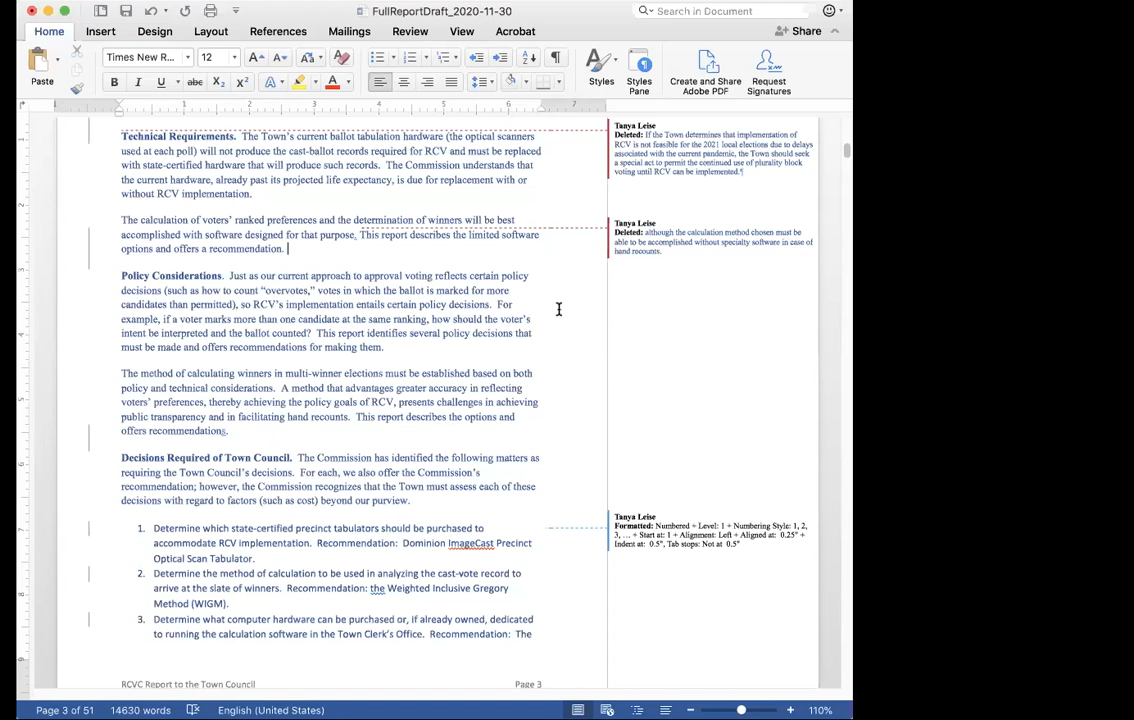 FullReportDraft_2020-11-30
Search in Document
Home Insert Design Layout References Mailings Review View Acrobat
Share
Times New R... 12
Paste
Styles
Styles Pane
Create and Share Adobe PDF
Request Signatures
Technical Requirements. The Town's current ballot tabulation hardware (the optical scanners
used at each poll) will not produce the cast-ballot records required for RCV and must be replaced
with state-certified hardware that will produce such records. The Commission understands that
the current hardware, already past its projected life expectancy, is due for replacement with or
without RCV implementation.
The calculation of voters' ranked preferences and the determination of winners will be best
accomplished with software designed for that purpose. This report describes the limited software
options and offers a recommendation.
Policy Considerations. Just as our current approach to approval voting reflects certain policy
decisions (such as how to count "overvotes," votes in which the ballot is marked for more
candidates than permitted), so RCV's implementation entails certain policy decisions. For
example, if a voter marks more than one candidate at the same ranking, how should the voter's
intent be interpreted and the ballot counted? This report identifies several policy decisions that
must be made and offers recommendations for making them.
The method of calculating winners in multi-winner elections must be established based on both
policy and technical considerations. A method that advantages greater accuracy in reflecting
voters' preferences, thereby achieving the policy goals of RCV, presents challenges in achieving
public transparency and in facilitating hand recounts. This report describes the options and
offers recommendations.
Decisions Required of Town Council. The Commission has identified the following matters as
requiring the Town Council's decisions. For each, we also offer the Commission's
recommendation; however, the Commission recognizes that the Town must assess each of these
decisions with regard to factors (such as cost) beyond our purview.
1. Determine which state-certified precinct tabulators should be purchased to
accommodate RCV implementation. Recommendation: Dominion ImageCast Precinct
Optical Scan Tabulator.
2. Determine the method of calculation to be used in analyzing the cast-vote record to
arrive at the slate of winners. Recommendation: the Weighted Inclusive Gregory
Method (WIGM).
3. Determine what computer hardware can be purchased or, if already owned, dedicated
to running the calculation software in the Town Clerk's Office. Recommendation: The
RCVC Report to the Town Council Page 3
Tanya Leise
Deleted: If the Town determines that implementation of
RCV is not feasible for the 2021 local elections due to delays
associated with the current pandemic, the Town should seek
a special act to permit the continued use of plurality block
voting until RCV can be implemented.¶
Tanya Leise
Deleted: although the calculation method chosen must be
able to be accomplished without specialty software in case of
hand recounts.
Tanya Leise
Formatted: Numbered + Level: 1 + Numbering Style: 1, 2,
3, … + Start at: 1 + Alignment: Left + Aligned at: 0.25" +
Indent at: 0.5", Tab stops: Not at 0.5"
Page 3 of 51 14630 words English (United States) 110%